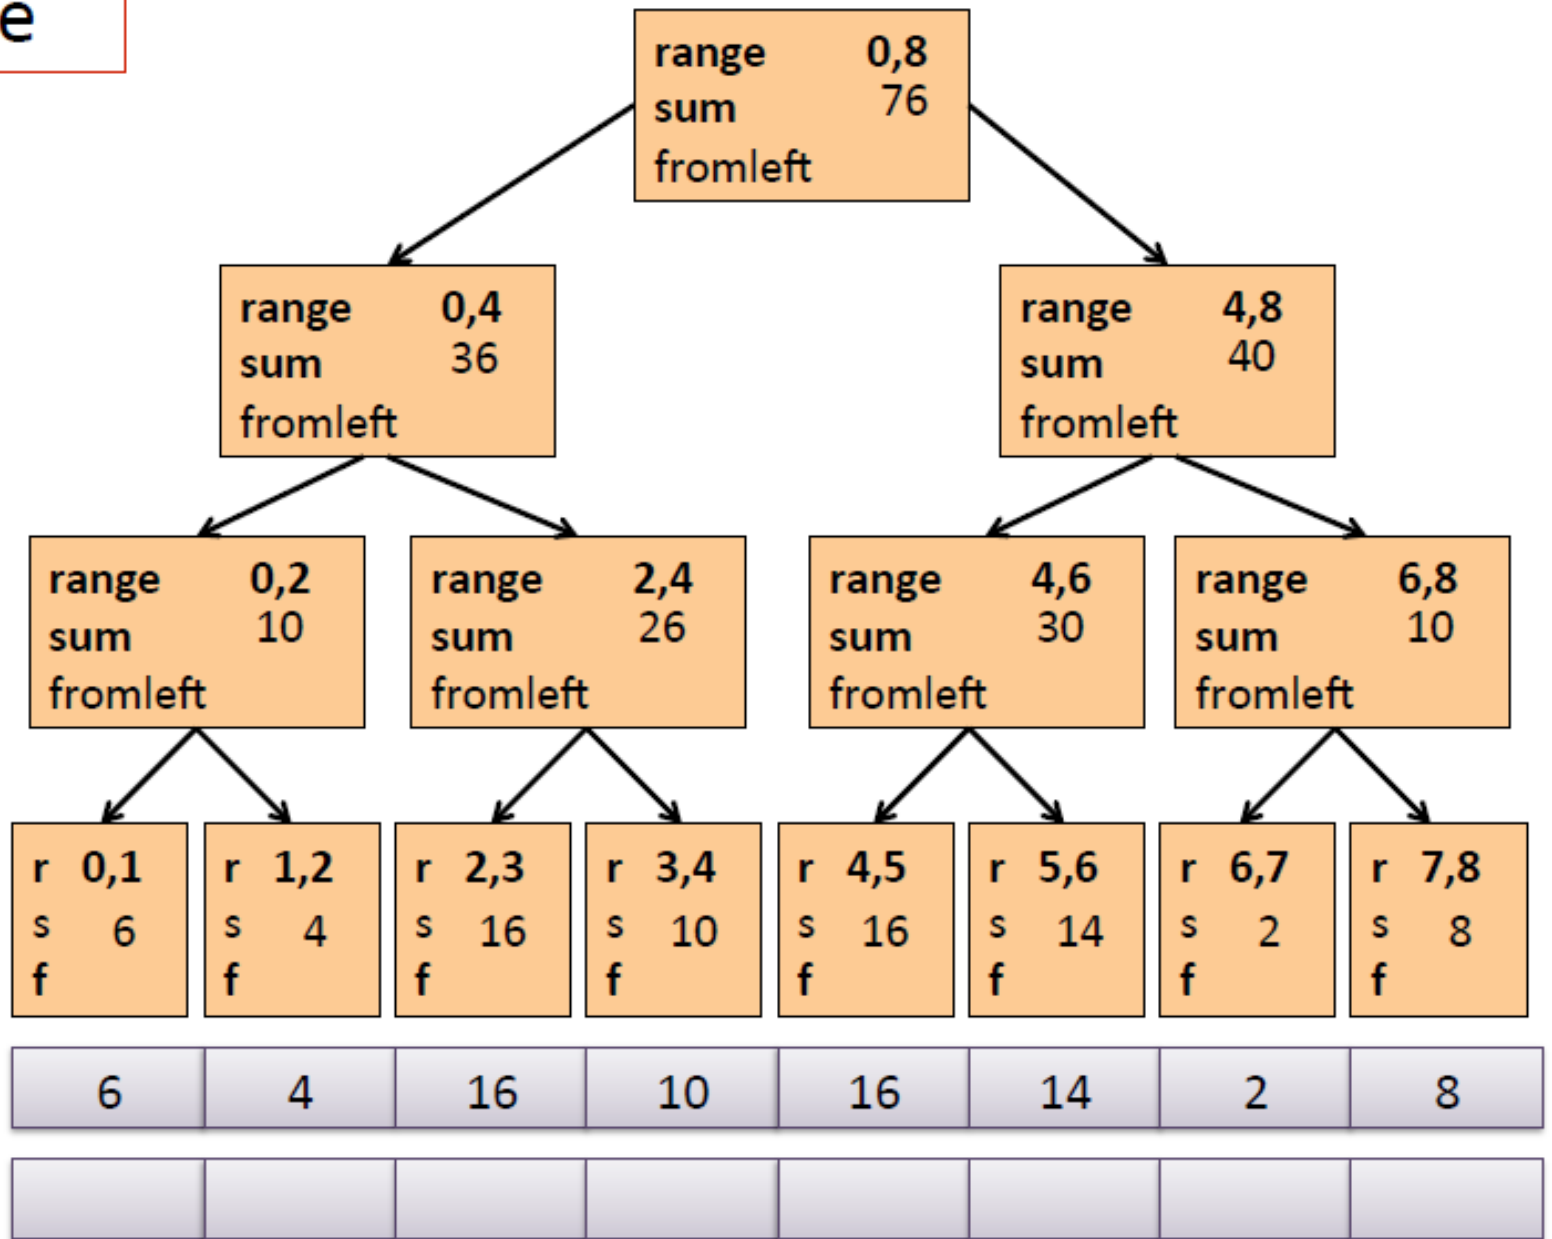 e
range 0,8
sum 76
fromleft
range 0,4
sum 36
fromleft
range 4,8
sum 40
fromleft
range 0,2
sum 10
fromleft
range 2,4
sum 26
fromleft
range 4,6
sum 30
fromleft
range 6,8
sum 10
fromleft
r 0,1
s 6
f
r 1,2
s 4
f
r 2,3
s 16
f
r 3,4
s 10
f
r 4,5
s 16
f
r 5,6
s 14
f
r 6,7
s 2
f
r 7,8
s 8
f
6 4 16 10 16 14 2 8